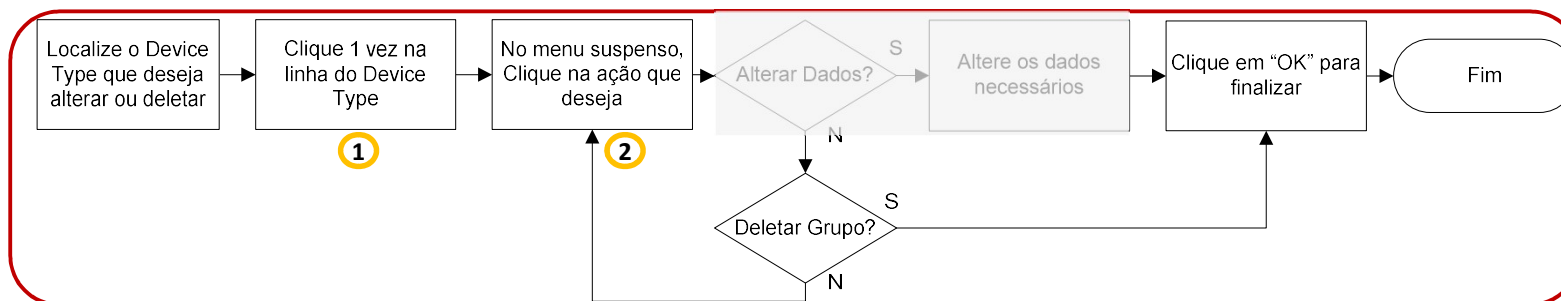 Localize o Device
Type que deseja
alterar ou deletar
Clique 1 vez na
linha do Device
Type
1
No menu suspenso,
Clique na ação que
deseja
2
Alterar Dados?
S
N
Altere os dados
necessários
Clique em “OK” para
finalizar
Fim
Deletar Grupo?
S
N